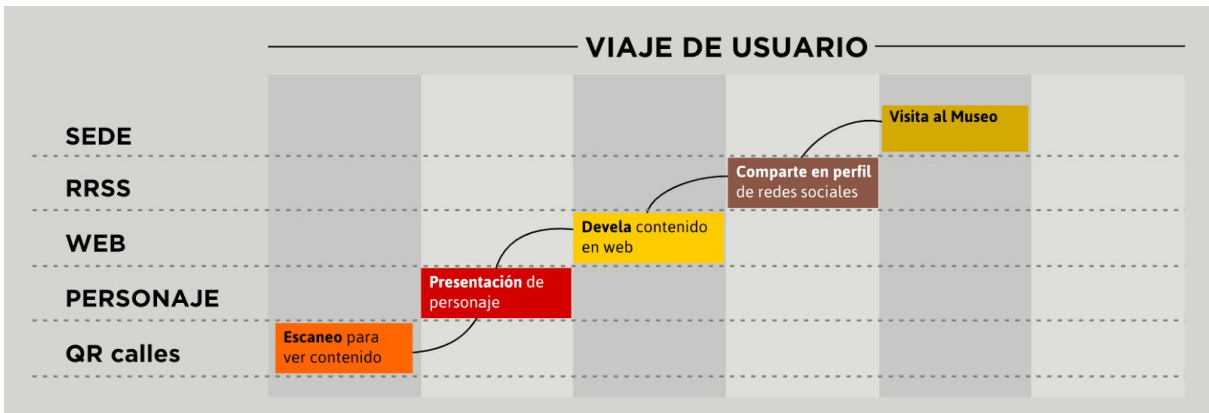 VIAJE DE USUARIO
SEDE
Visita al Museo
RRSS
Comparte en perfil
de redes sociales
WEB
Devela contenido
en web
PERSONAJE
Presentación de
personaje
QR calles
Escaneo para
ver contenido